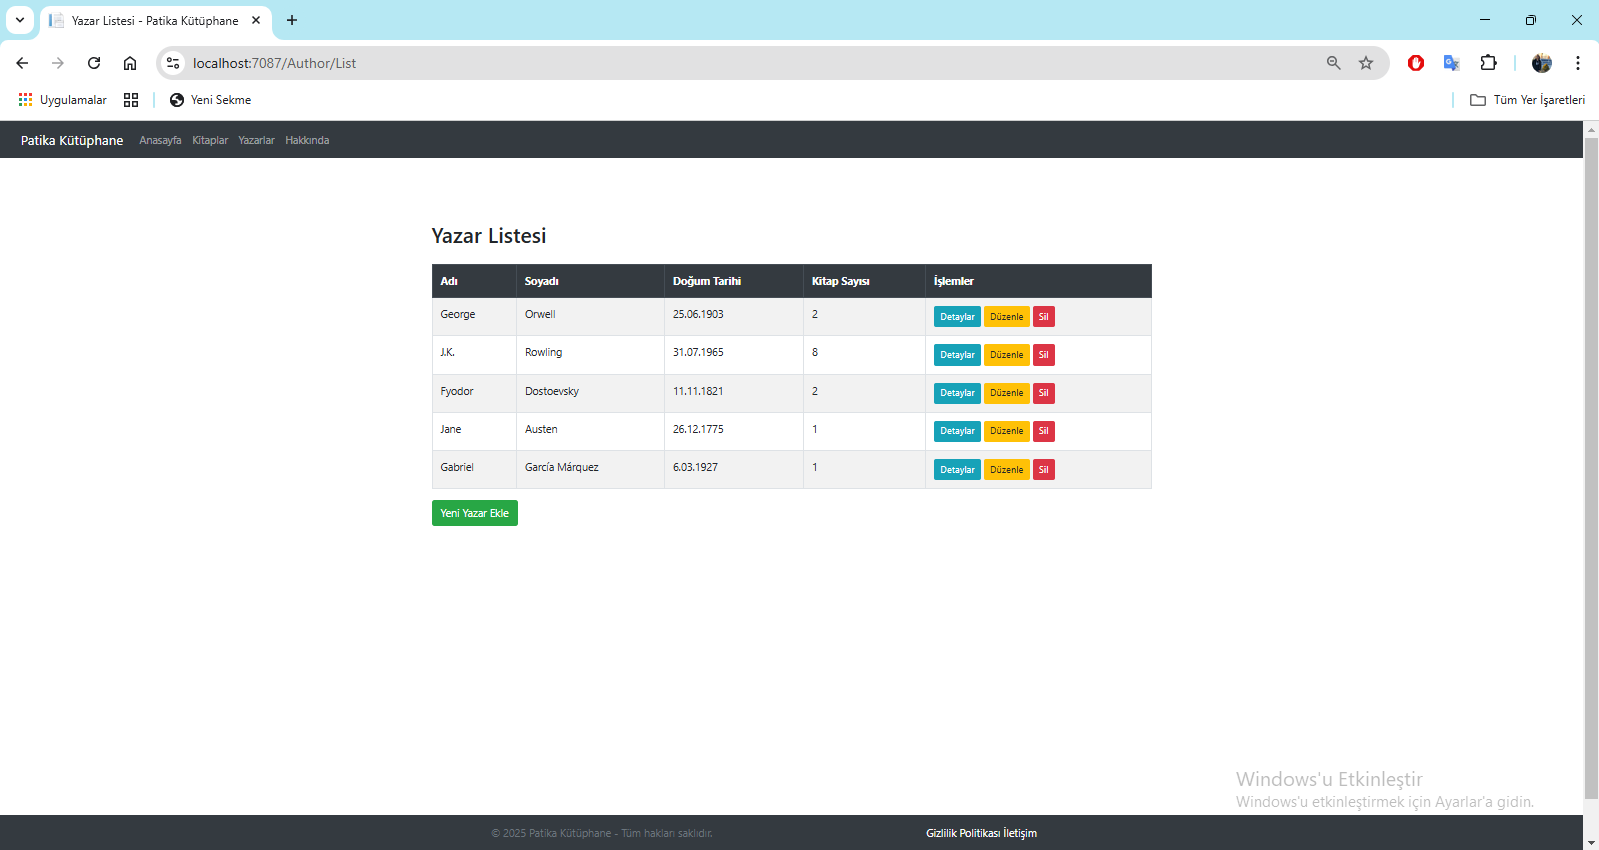 Yazar Listesi - Patika Kütüphane
localhost:7087/Author/List
Uygulamalar Yeni Sekme Tüm Yer İşaretleri
Patika Kütüphane Anasayfa Kitaplar Yazarlar Hakkında
Yazar Listesi
Adı Soyadı Doğum Tarihi Kitap Sayısı İşlemler
George Orwell 25.06.1903 2 Detaylar Düzenle Sil
J.K. Rowling 31.07.1965 8 Detaylar Düzenle Sil
Fyodor Dostoevsky 11.11.1821 2 Detaylar Düzenle Sil
Jane Austen 26.12.1775 1 Detaylar Düzenle Sil
Gabriel García Márquez 6.03.1927 1 Detaylar Düzenle Sil
Yeni Yazar Ekle
Windows'u Etkinleştir
Windows'u etkinleştirmek için Ayarlar'a gidin.
© 2025 Patika Kütüphane - Tüm hakları saklıdır. Gizlilik Politikası İletişim